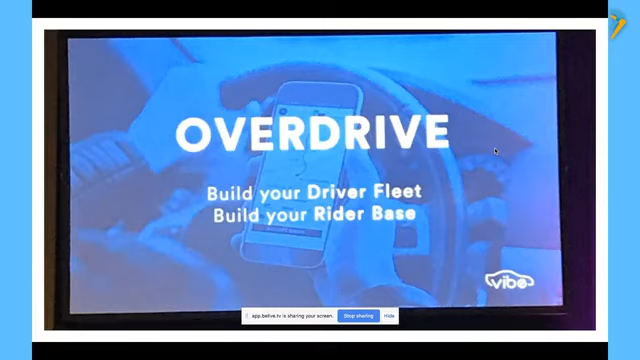 OVERDRIVE
Build your Driver Fleet
Build your Rider Base
vibe
app.belive.tv is sharing your screen.
Stop sharing
Hide